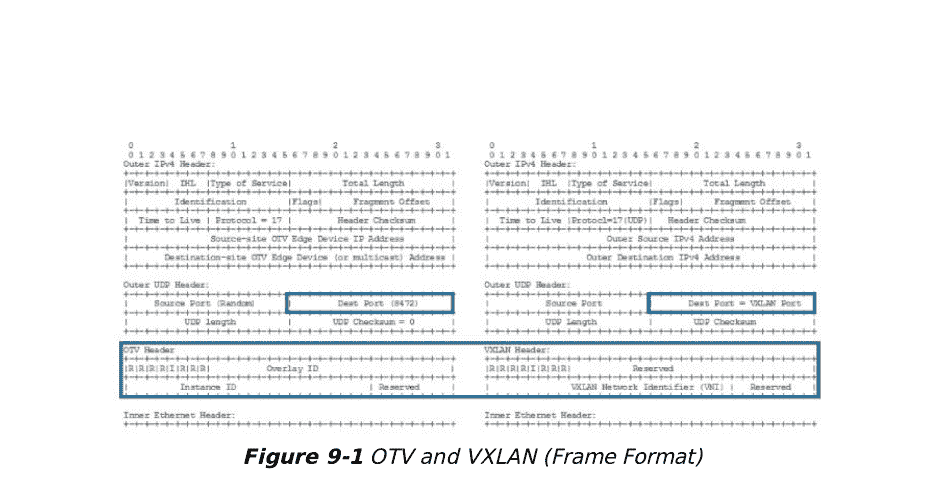 0 1 2 3
0 1 2 3 4 5 6 7 8 9 0 1 2 3 4 5 6 7 8 9 0 1 2 3 4 5 6 7 8 9 0 1
Outer IPv4 Header:
|Version| IHL |Type of Service| Total Length |
| Identification |Flags| Fragment Offset |
| Time to Live | Protocol = 17 | Header Checksum |
| Source-site OTV Edge Device IP Address |
| Destination-site OTV Edge Device (or multicast) Address |
Outer UDP Header:
| Source Port (Random) | Dest Port (8472) |
| UDP length | UDP Checksum = 0 |
OTV Header
|R|R|R|R|I|R|R|R| Overlay ID |
| Instance ID | Reserved |
Inner Ethernet Header:
0 1 2 3
0 1 2 3 4 5 6 7 8 9 0 1 2 3 4 5 6 7 8 9 0 1 2 3 4 5 6 7 8 9 0 1
Outer IPv4 Header:
|Version| IHL |Type of Service| Total Length |
| Identification |Flags| Fragment Offset |
| Time to Live |Protocl=17(UDP)| Header Checksum |
| Outer Source IPv4 Address |
| Outer Destination IPv4 Address |
Outer UDP Header:
| Source Port | Dest Port = VXLAN Port |
| UDP Length | UDP Checksum |
VXLAN Header:
|R|R|R|R|I|R|R|R| Reserved |
| VXLAN Network Identifier (VNI) | Reserved |
Inner Ethernet Header:
Figure 9-1 OTV and VXLAN (Frame Format)